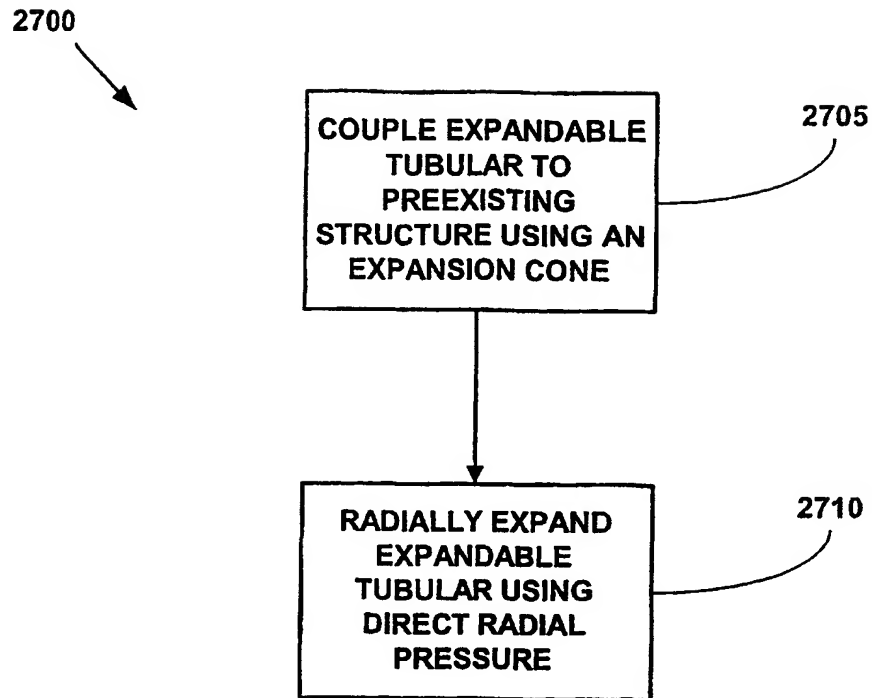 2700
COUPLE EXPANDABLE
TUBULAR TO
PREEXISTING
STRUCTURE USING AN
EXPANSION CONE
2705
RADIALLY EXPAND
EXPANDABLE
TUBULAR USING
DIRECT RADIAL
PRESSURE
2710